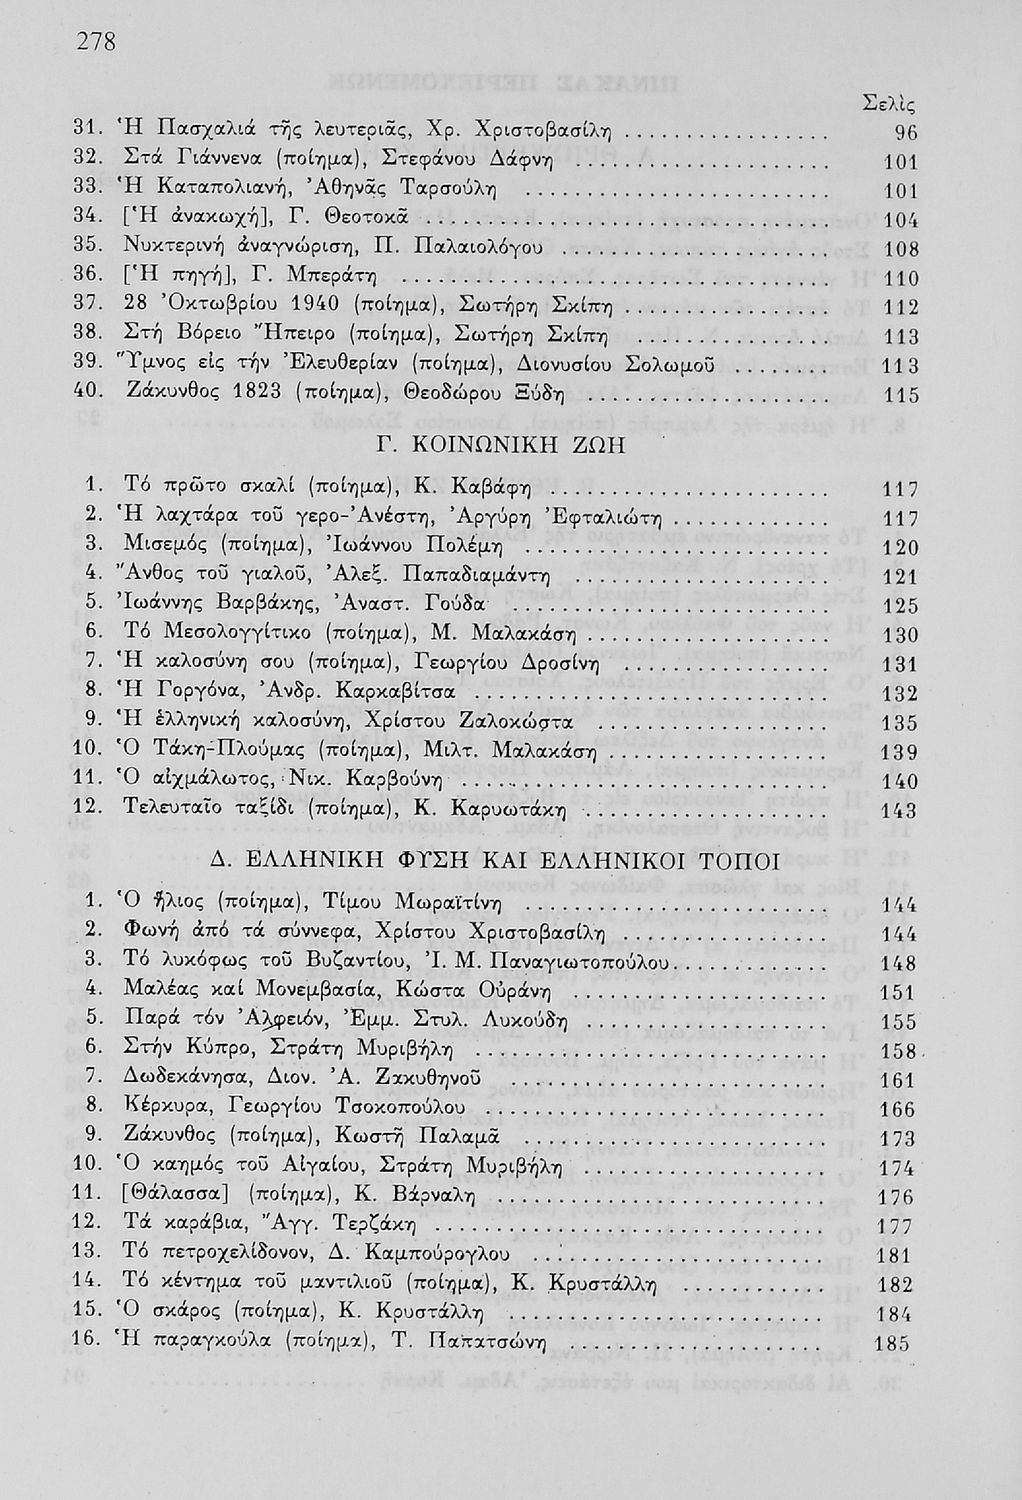 278
Σελὶς
31. Ἡ Πασχαλιά τῆς λευτεριᾶς, Χρ. Χριστοβασίλη .................... 96
32. Στά Γιάννενα (ποίημα), Στεφάνου Δάφνη .................... 101
33. Ἡ Καταπολιανή, Ἀθηνᾶς Ταρσούλη .................... 101
34. [Ἡ ἀνακωχή], Γ. Θεοτοκᾶ .................... 104
35. Νυκτερινή ἀναγνώριση, Π. Παλαιολόγου .................... 108
36. [Ἡ πηγή], Γ. Μπεράτη .................... 110
37. 28 Ὀκτωβρίου 1940 (ποίημα), Σωτήρη Σκίπη .................... 112
38. Στή Βόρειο Ἤπειρο (ποίημα), Σωτήρη Σκίπη .................... 113
39. Ὕμνος εἰς τήν Ἐλευθερίαν (ποίημα), Διονυσίου Σολωμοῦ ........ 113
40. Ζάκυνθος 1823 (ποίημα), Θεοδώρου Ξύδη .................... 115
Γ. ΚΟΙΝΩΝΙΚΗ ΖΩΗ
1. Τό πρῶτο σκαλί (ποίημα), Κ. Καβάφη .................... 117
2. Ἡ λαχτάρα τοῦ γερο-Ἀνέστη, Ἀργύρη Ἐφταλιώτη ............ 117
3. Μισεμός (ποίημα), Ἰωάννου Πολέμη .................... 120
4. Ἄνθος τοῦ γιαλοῦ, Ἀλεξ. Παπαδιαμάντη .................... 121
5. Ἰωάννης Βαρβάκης, Ἀναστ. Γούδα .................... 125
6. Τό Μεσολογγίτικο (ποίημα), Μ. Μαλακάση .................... 130
7. Ἡ καλοσύνη σου (ποίημα), Γεωργίου Δροσίνη .................... 131
8. Ἡ Γοργόνα, Ἀνδρ. Καρκαβίτσα .................... 132
9. Ἡ ἑλληνική καλοσύνη, Χρίστου Ζαλοκώστα .................... 135
10. Ὁ Τάκη-Πλούμας (ποίημα), Μιλτ. Μαλακάση .................... 139
11. Ὁ αἰχμάλωτος, Νικ. Καρβούνη .................... 140
12. Τελευταῖο ταξίδι (ποίημα), Κ. Καρυωτάκη .................... 143
Δ. ΕΛΛΗΝΙΚΗ ΦΥΣΗ ΚΑΙ ΕΛΛΗΝΙΚΟΙ ΤΟΠΟΙ
1. Ὁ ἥλιος (ποίημα), Τίμου Μωραϊτίνη .................... 144
2. Φωνή ἀπό τά σύννεφα, Χρίστου Χριστοβασίλη .................... 144
3. Τό λυκόφως τοῦ Βυζαντίου, Ἰ. Μ. Παναγιωτοπούλου............ 148
4. Μαλέας καί Μονεμβασία, Κώστα Οὐράνη .................... 151
5. Παρά τόν Ἀλφειόν, Ἐμμ. Στυλ. Λυκούδη .................... 155
6. Στήν Κύπρο, Στράτη Μυριβήλη .................... 158
7. Δωδεκάνησα, Διον. Ἀ. Ζακυθηνοῦ .................... 161
8. Κέρκυρα, Γεωργίου Τσοκοπούλου .................... 166
9. Ζάκυνθος (ποίημα), Κωστῆ Παλαμᾶ .................... 173
10. Ὁ καημός τοῦ Αἰγαίου, Στράτη Μυριβήλη .................... 174
11. [Θάλασσα] (ποίημα), Κ. Βάρναλη .................... 176
12. Τά καράβια, Ἄγγ. Τερζάκη .................... 177
13. Τό πετροχελίδονον, Δ. Καμπούρογλου .................... 181
14. Τό κέντημα τοῦ μαντιλιοῦ (ποίημα), Κ. Κρυστάλλη ............ 182
15. Ὁ σκάρος (ποίημα), Κ. Κρυστάλλη .................... 184
16. Ἡ παραγκούλα (ποίημα), Τ. Παπατσώνη .................... 185